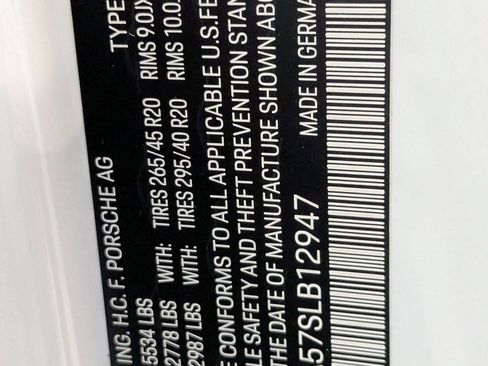 ING. H.C. F. PORSCHE AG TYPE
5534 LBS
2778 LBS WITH: TIRES 265/45 R20 RIMS 9.0J
2987 LBS WITH: TIRES 295/40 R20 RIMS 10.0
CONFORMS TO ALL APPLICABLE U.S. FE
SAFETY AND THEFT PREVENTION STAN
THE DATE OF MANUFACTURE SHOWN ABO
57SLB12947 MADE IN GERMA